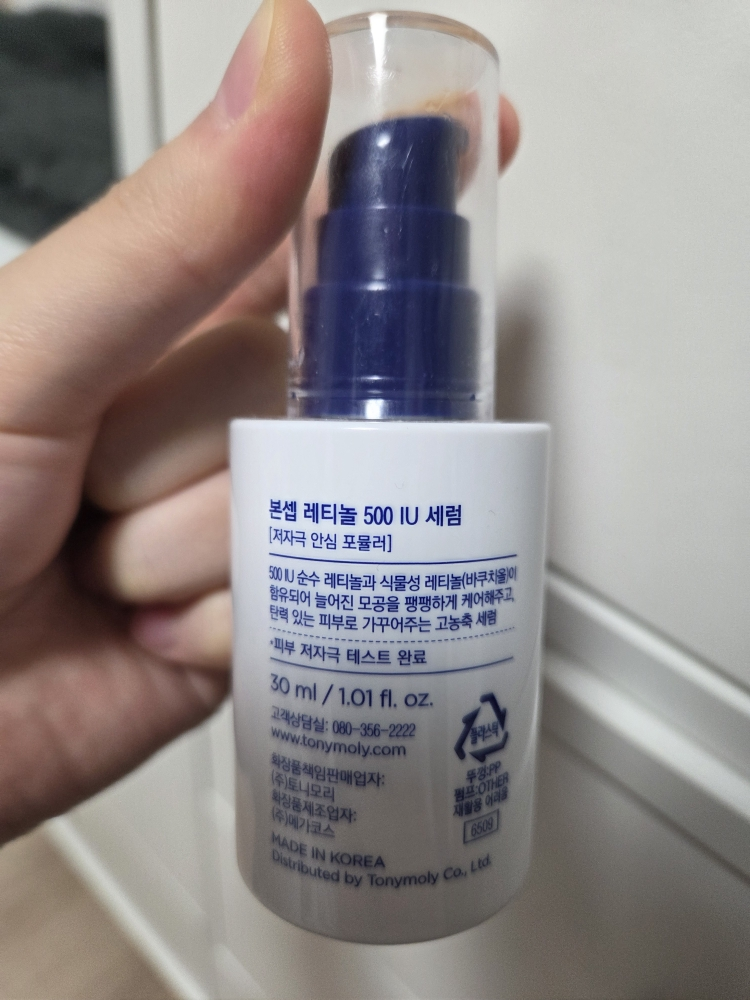 본셉 레티놀 500 IU 세럼
[저자극 안심 포뮬러]
500 IU 순수 레티놀과 식물성 레티놀(바쿠치올)이
함유되어 늘어진 모공을 팽팽하게 케어해주고,
탄력 있는 피부로 가꾸어주는 고농축 세럼
*피부 저자극 테스트 완료
30 ml / 1.01 fl. oz.
고객상담실: 080-356-2222
www.tonymoly.com
화장품책임판매업자:
(주)토니모리
화장품제조업자:
(주)메가코스
MADE IN KOREA
Distributed by Tonymoly Co., Ltd.
플라스틱
뚜껑:PP
펌프:OTHER
재활용 어려움
6509